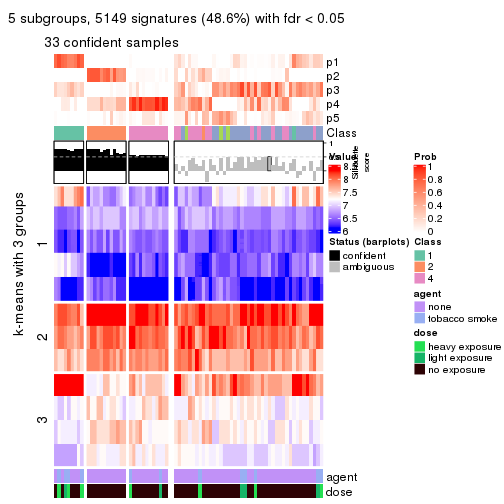 5 subgroups, 5149 signatures (48.6%) with fdr < 0.05
33 confident samples
p1
p2
p3
p4
p5
Class
1
Silhouette
score
Value
8
7.5
7
6.5
6
Prob
1
0.8
0.6
0.4
0.2
0
Status (barplots)
confident
ambiguous
Class
1
2
4
agent
none
tobacco smoke
dose
heavy exposure
light exposure
no exposure
k-means with 3 groups
1
2
3
agent
dose